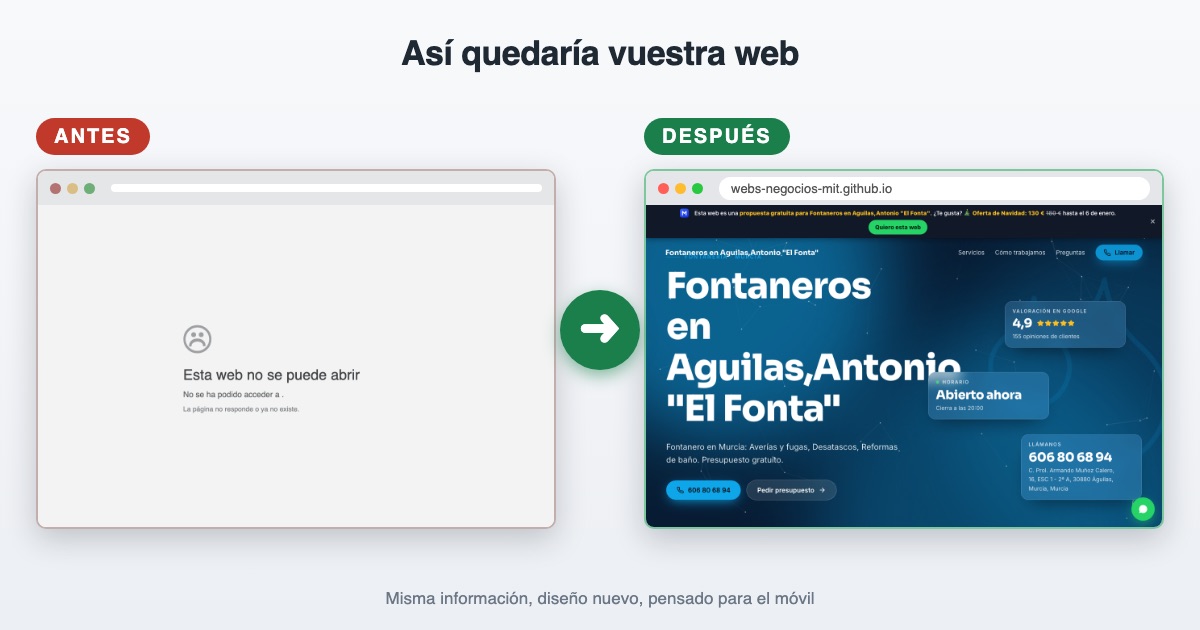 Así quedaría vuestra web
ANTES
DESPUÉS
Esta web no se puede abrir
No se ha podido acceder a .
La página no responde o ya no existe.
webs-negocios-mit.github.io
M
Esta web es una propuesta gratuita para Fontaneros en Aguilas,Antonio "El Fonta". ¿Te gusta? Oferta de Navidad: 130 € 180 € hasta el 6 de enero.
Quiero esta web
Fontaneros en Aguilas,Antonio "El Fonta"
Servicios
Cómo trabajamos
Preguntas
Llamar
Fontaneros
en
Aguilas,Antonio
"El Fonta"
Fontanero en Murcia: Averías y fugas, Desatascos, Reformas
de baño. Presupuesto gratuito.
606 80 68 94
Pedir presupuesto →
VALORACIÓN EN GOOGLE
4,9 ★★★★★
155 opiniones de clientes
HORARIO
Abierto ahora
Cierra a las 20:00
LLÁMANOS
606 80 68 94
C. Prol. Armando Muñoz Calero,
16, ESC 1 - 2º A, 30880 Águilas,
Murcia, Murcia
Misma información, diseño nuevo, pensado para el móvil